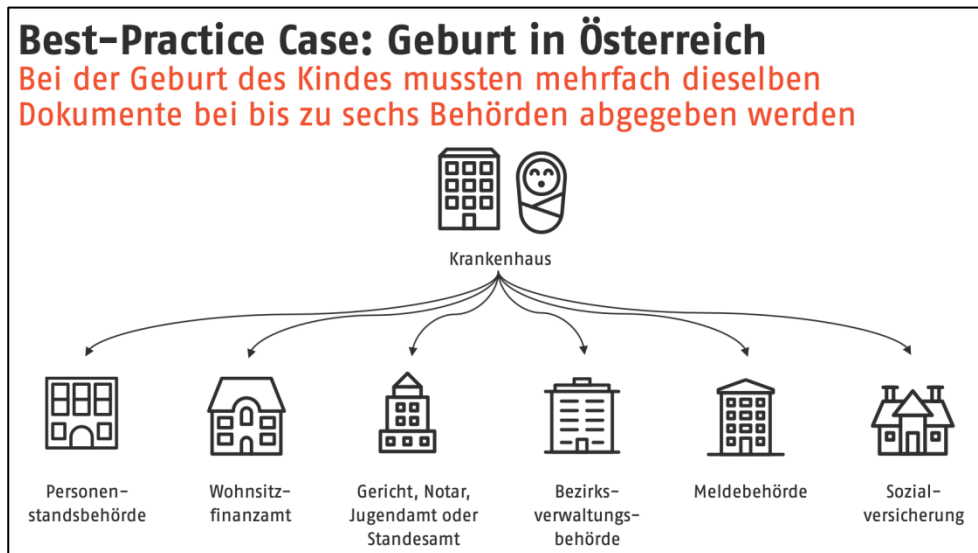 Best-Practice Case: Geburt in Österreich
Bei der Geburt des Kindes mussten mehrfach dieselben
Dokumente bei bis zu sechs Behörden abgegeben werden
Krankenhaus
Personen-
standsbehörde
Wohnsitz-
finanzamt
Gericht, Notar,
Jugendamt oder
Standesamt
Bezirks-
verwaltungs-
behörde
Meldebehörde
Sozial-
versicherung